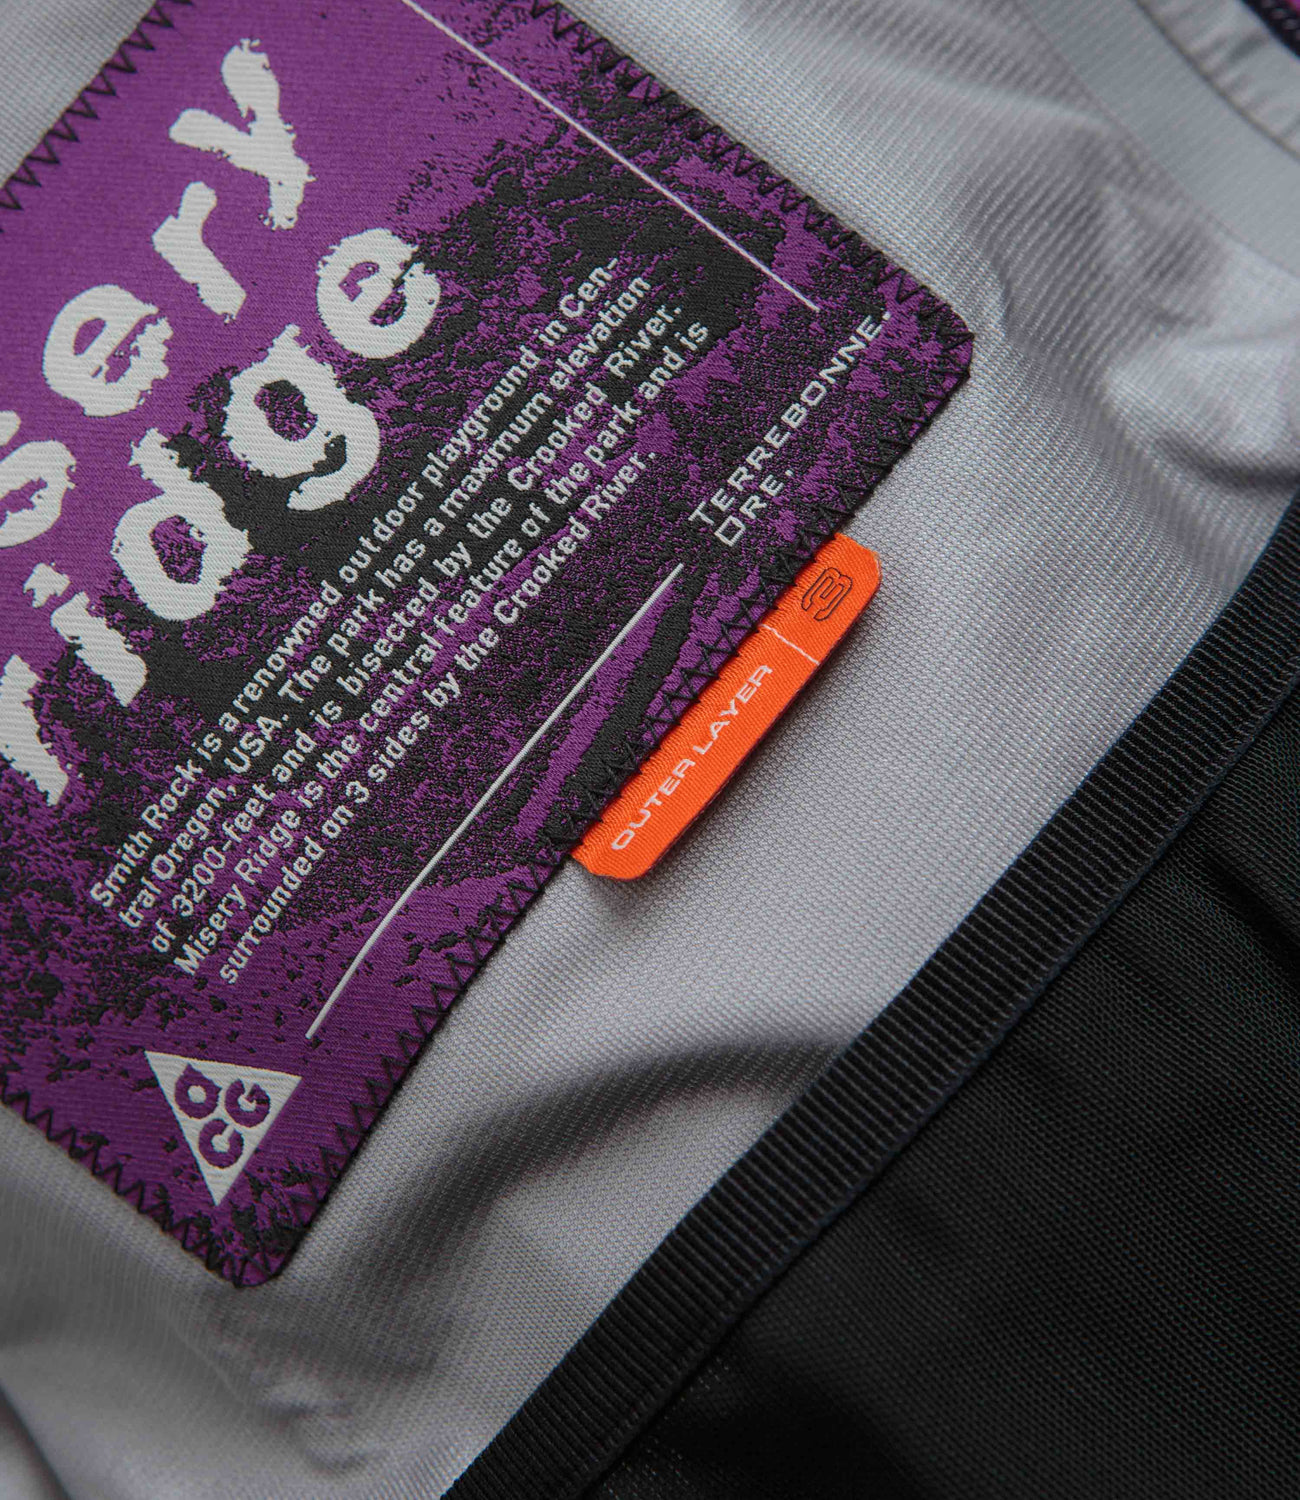 sery
Ridge
Smith Rock is a renowned outdoor playground in Cen-
tral Oregon, USA. The park has a maximum elevation
of 3200-feet and is bisected by the Crooked River.
Misery Ridge is the central feature of the park and is
surrounded on 3 sides by the Crooked River.
TERREBONNE.
ORE.
OUTER LAYER 3
ACG